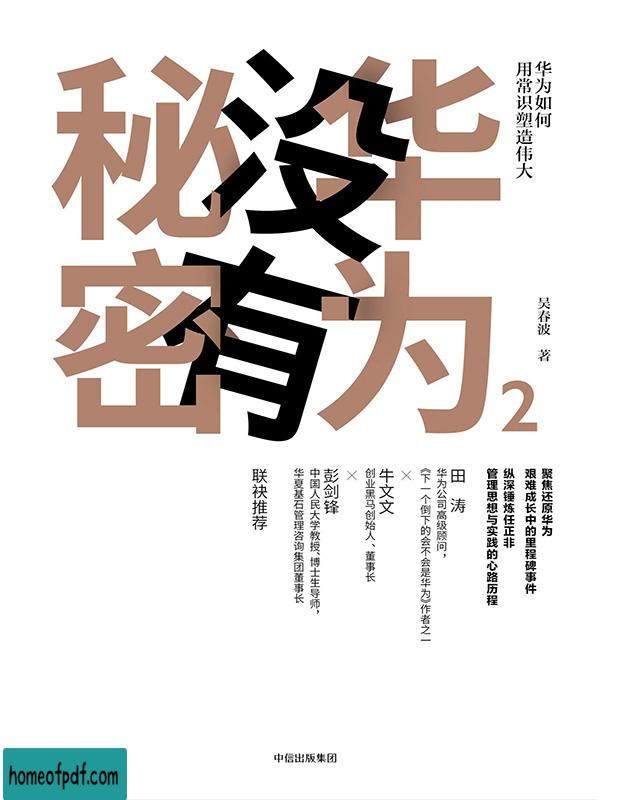 华为
没有
秘密
2
华为如何
用常识塑造伟大
吴春波 著
聚焦还原华为
艰难成长中的里程碑事件
纵深锤炼任正非
管理思想与实践的心路历程
田 涛
华为公司高级顾问，
《下一个倒下的会不会是华为》作者之一
×
牛文文
创业黑马创始人、董事长
×
彭剑锋
中国人民大学教授、博士生导师，
华夏基石管理咨询集团董事长
联袂推荐
中信出版集团
homeofpdf.com